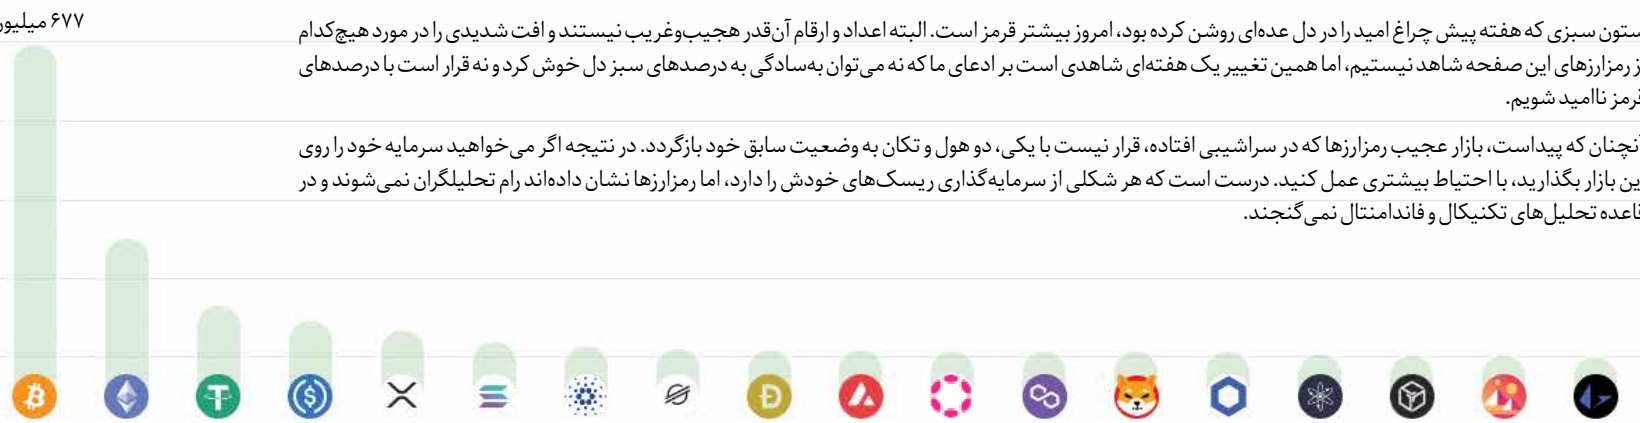 ۶۷۷ میلیون
ستون سبزی که هفته پیش چراغ امید را در دل عده‌ای روشن کرده بود، امروز بیشتر قرمز است. البته اعداد و ارقام آن‌قدر هجیب‌وغریب نیستند و افت شدیدی را در مورد هیچ‌کدام
از رمزارزهای این صفحه شاهد نیستیم، اما همین تغییر یک هفته‌ای شاهدی است بر ادعای ما که نه می‌توان به‌سادگی به درصدهای سبز دل خوش کرد و نه قرار است با درصدهای
قرمز ناامید شویم.
آنچنان که پیداست، بازار عجیب رمزارزها که در سراشیبی افتاده، قرار نیست با یکی، دو هول و تکان به وضعیت سابق خود بازگردد. در نتیجه اگر می‌خواهید سرمایه خود را روی
این بازار بگذارید، با احتیاط بیشتری عمل کنید. درست است که هر شکلی از سرمایه‌گذاری ریسک‌های خودش را دارد، اما رمزارزها نشان داده‌اند رام تحلیلگران نمی‌شوند و در
قاعده تحلیل‌های تکنیکال و فاندامنتال نمی‌گنجند.